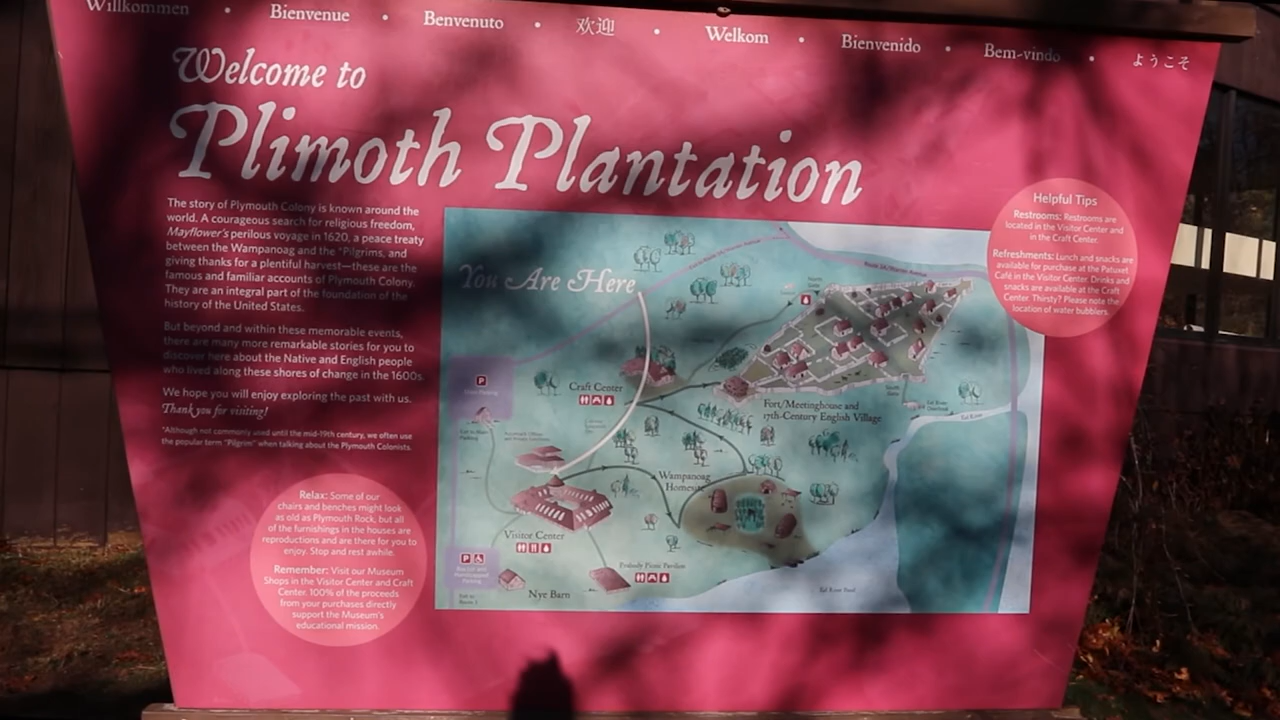 Willkommen • Bienvenue • Benvenuto • 欢迎 • Welkom • Bienvenido • Bem-vindo • ようこそ
Welcome to
Plimoth Plantation
The story of Plymouth Colony is known around the
world. A courageous search for religious freedom,
Mayflower's perilous voyage in 1620, a peace treaty
between the Wampanoag and the *Pilgrims, and
giving thanks for a plentiful harvest—these are the
famous and familiar accounts of Plymouth Colony.
They are an integral part of the foundation of the
history of the United States.
But beyond and within these memorable events,
there are many more remarkable stories for you to
discover here about the Native and English people
who lived along these shores of change in the 1600s.
We hope you will enjoy exploring the past with us.
Thank you for visiting!
*Although not commonly used until the mid-19th century, we often use
the popular term "Pilgrim" when talking about the Plymouth Colonists.
Relax: Some of our
chairs and benches might look
as old as Plymouth Rock, but all
of the furnishings in the houses are
reproductions and are there for you to
enjoy. Stop and rest awhile.
Remember: Visit our Museum
Shops in the Visitor Center and Craft
Center. 100% of the proceeds
from your purchases directly
support the Museum's
educational mission.
Helpful Tips
Restrooms: Restrooms are
located in the Visitor Center and
in the Craft Center.
Refreshments: Lunch and snacks are
available for purchase at the Patuxet
Café in the Visitor Center. Drinks and
snacks are available at the Craft
Center. Thirsty? Please note the
location of water bubblers.
You Are Here
P
Craft Center
Fort/Meetinghouse and
17th-Century English Village
Eel River
Wampanoag
Homesite
Visitor Center
P
Nye Barn
Picnic Pavilion
Eel River Pond